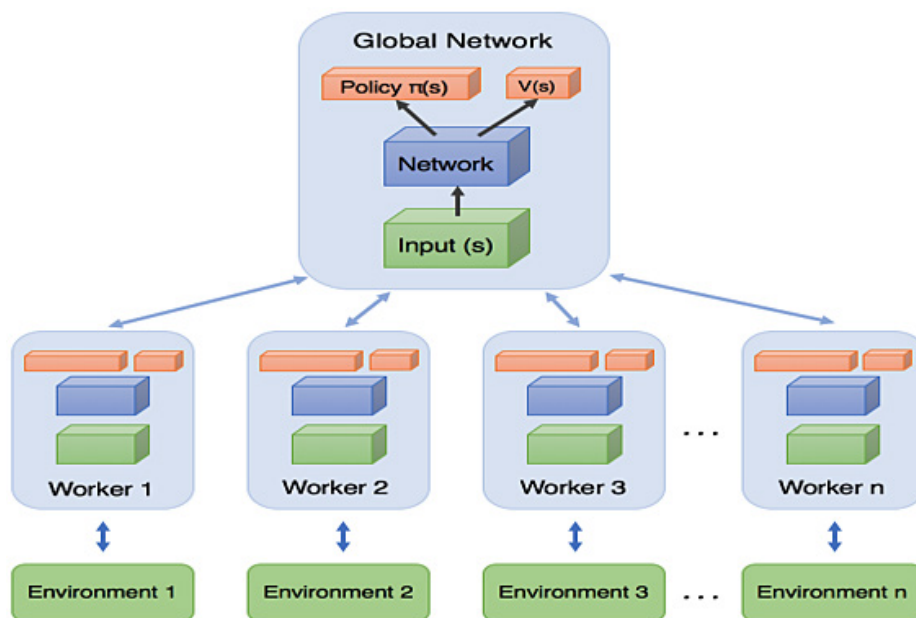 Global Network
Policy π(s)
V(s)
Network
Input (s)
Worker 1
Worker 2
Worker 3
...
Worker n
Environment 1
Environment 2
Environment 3
...
Environment n